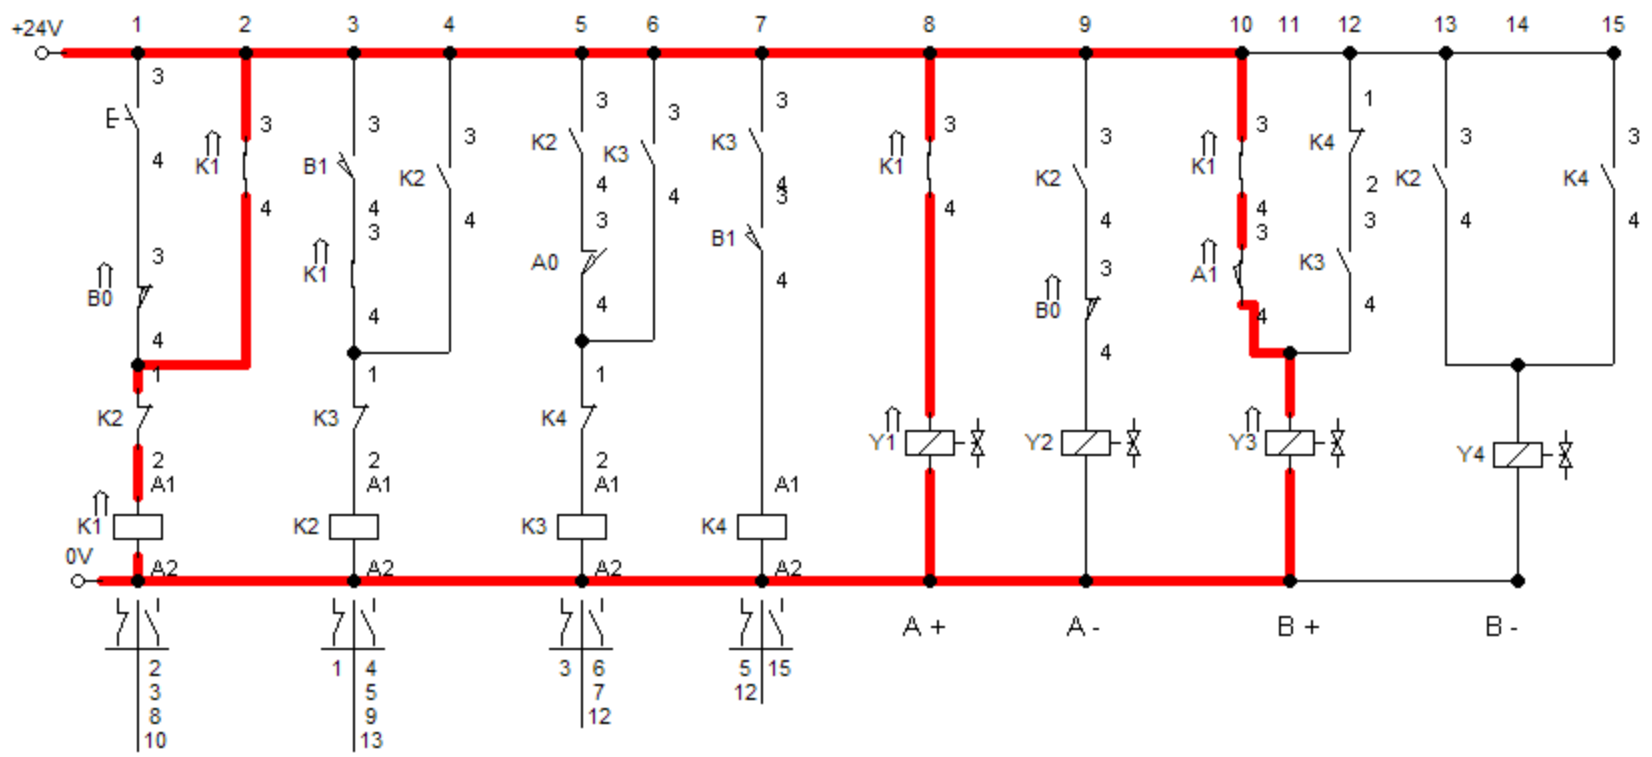 1 2 3 4 5 6 7 8 9 10 11 12 13 14 15
+24V
3
1
3 3 3 3 3 3 3 3
K1 B1 K2 K2 K3 K3 K1 K2 K1 K4 K2 K4
4 4 4 4 4 4 4 4 4 2 4 4
3 3 3 3 3 3
B0 K1 A0 B1 B0 A1 K3
4 4 4 4 4 4 4
1 1 1
K2 K3 K4 Y1 Y2 Y3 Y4
2 2 2
A1 A1 A1 A1
K1 K2 K3 K4
0V
A2 A2 A2 A2
A + A - B + B -
2 1 4 3 6 5 15
3 5 7 12
8 9 12
10 13